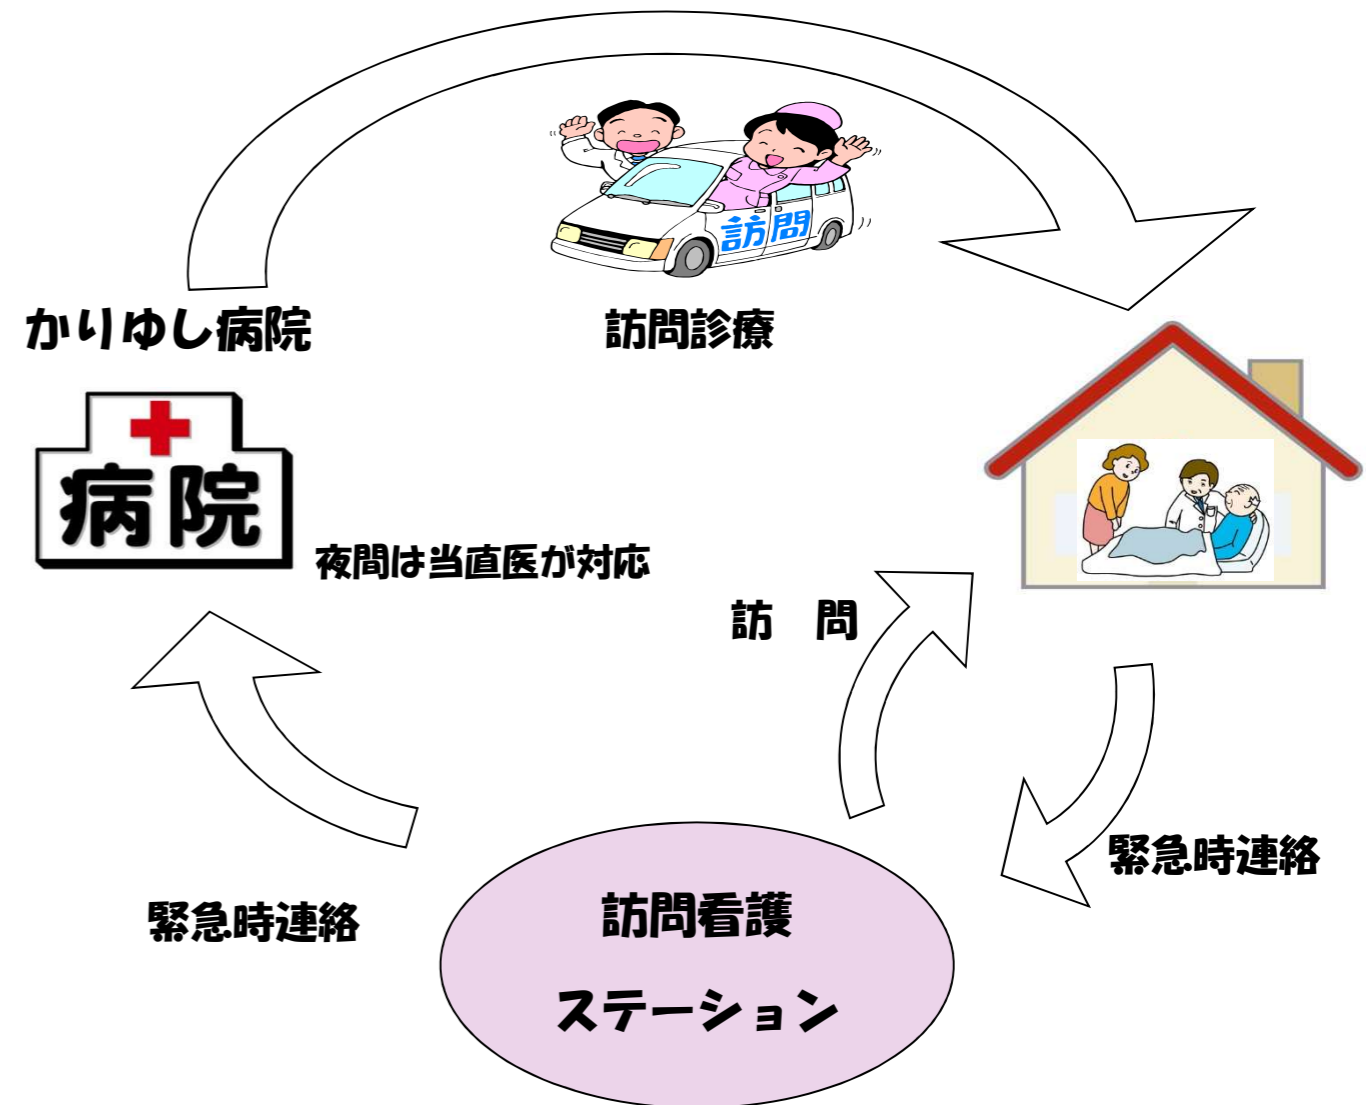 訪問
かりゆし病院
訪問診療
病院
夜間は当直医が対応
訪　問
緊急時連絡
緊急時連絡
訪問看護
ステーション